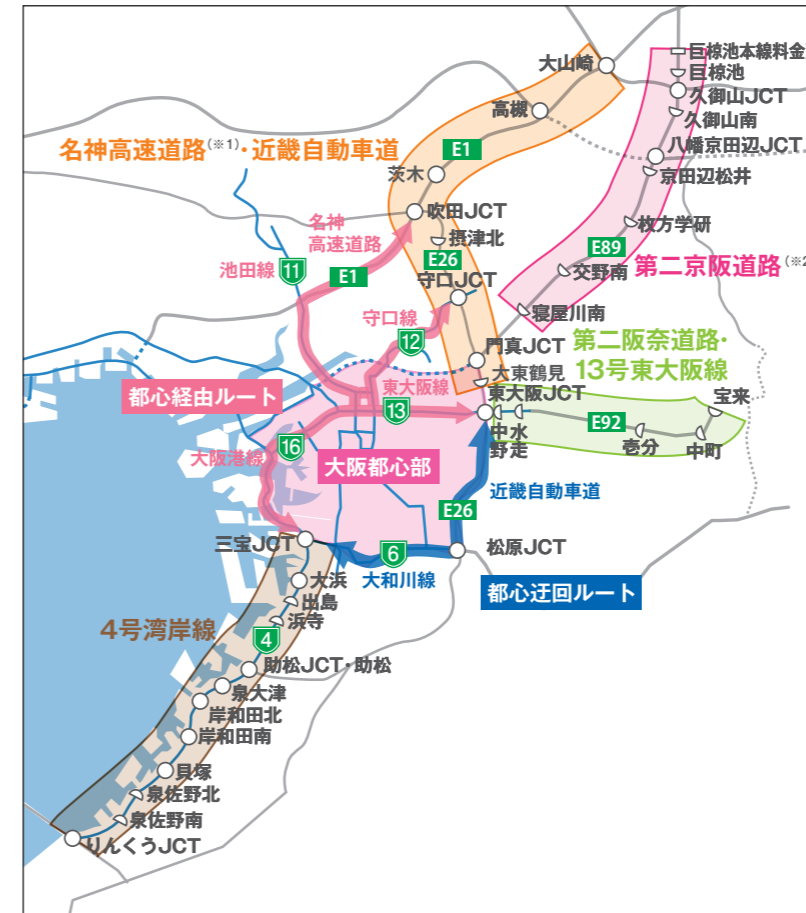 大山崎
巨椋池本線料金
巨椋池
高槻
久御山JCT
久御山南
名神高速道路(※1)・近畿自動車道
E1
八幡京田辺JCT
茨木
京田辺松井
吹田JCT
名神
高速道路
枚方学研
摂津北
池田線
11
E1
E26
E89
第二京阪道路(※2
守口JCT
交野南
守口線
寝屋川南
12
門真JCT
第二阪奈道路・
13号東大阪線
大東鶴見
都心経由ルート
東大阪線
東大阪JCT
宝来
13
E92
中野
水走
壱分
中町
大阪港線
16
大阪都心部
近畿自動車道
E26
三宝JCT
6
松原JCT
大浜
大和川線
都心迂回ルート
出島
浜寺
4号湾岸線
4
助松JCT・助松
泉大津
岸和田北
岸和田南
貝塚
泉佐野北
泉佐野南
りんくうJCT